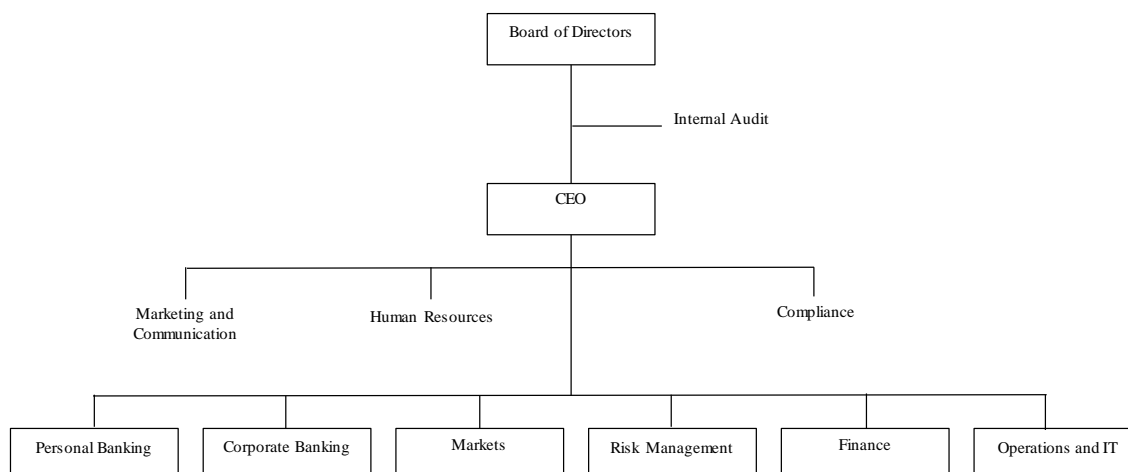 Board of Directors
Internal Audit
CEO
Marketing and
Communication
Human Resources
Compliance
Personal Banking
Corporate Banking
Markets
Risk Management
Finance
Operations and IT